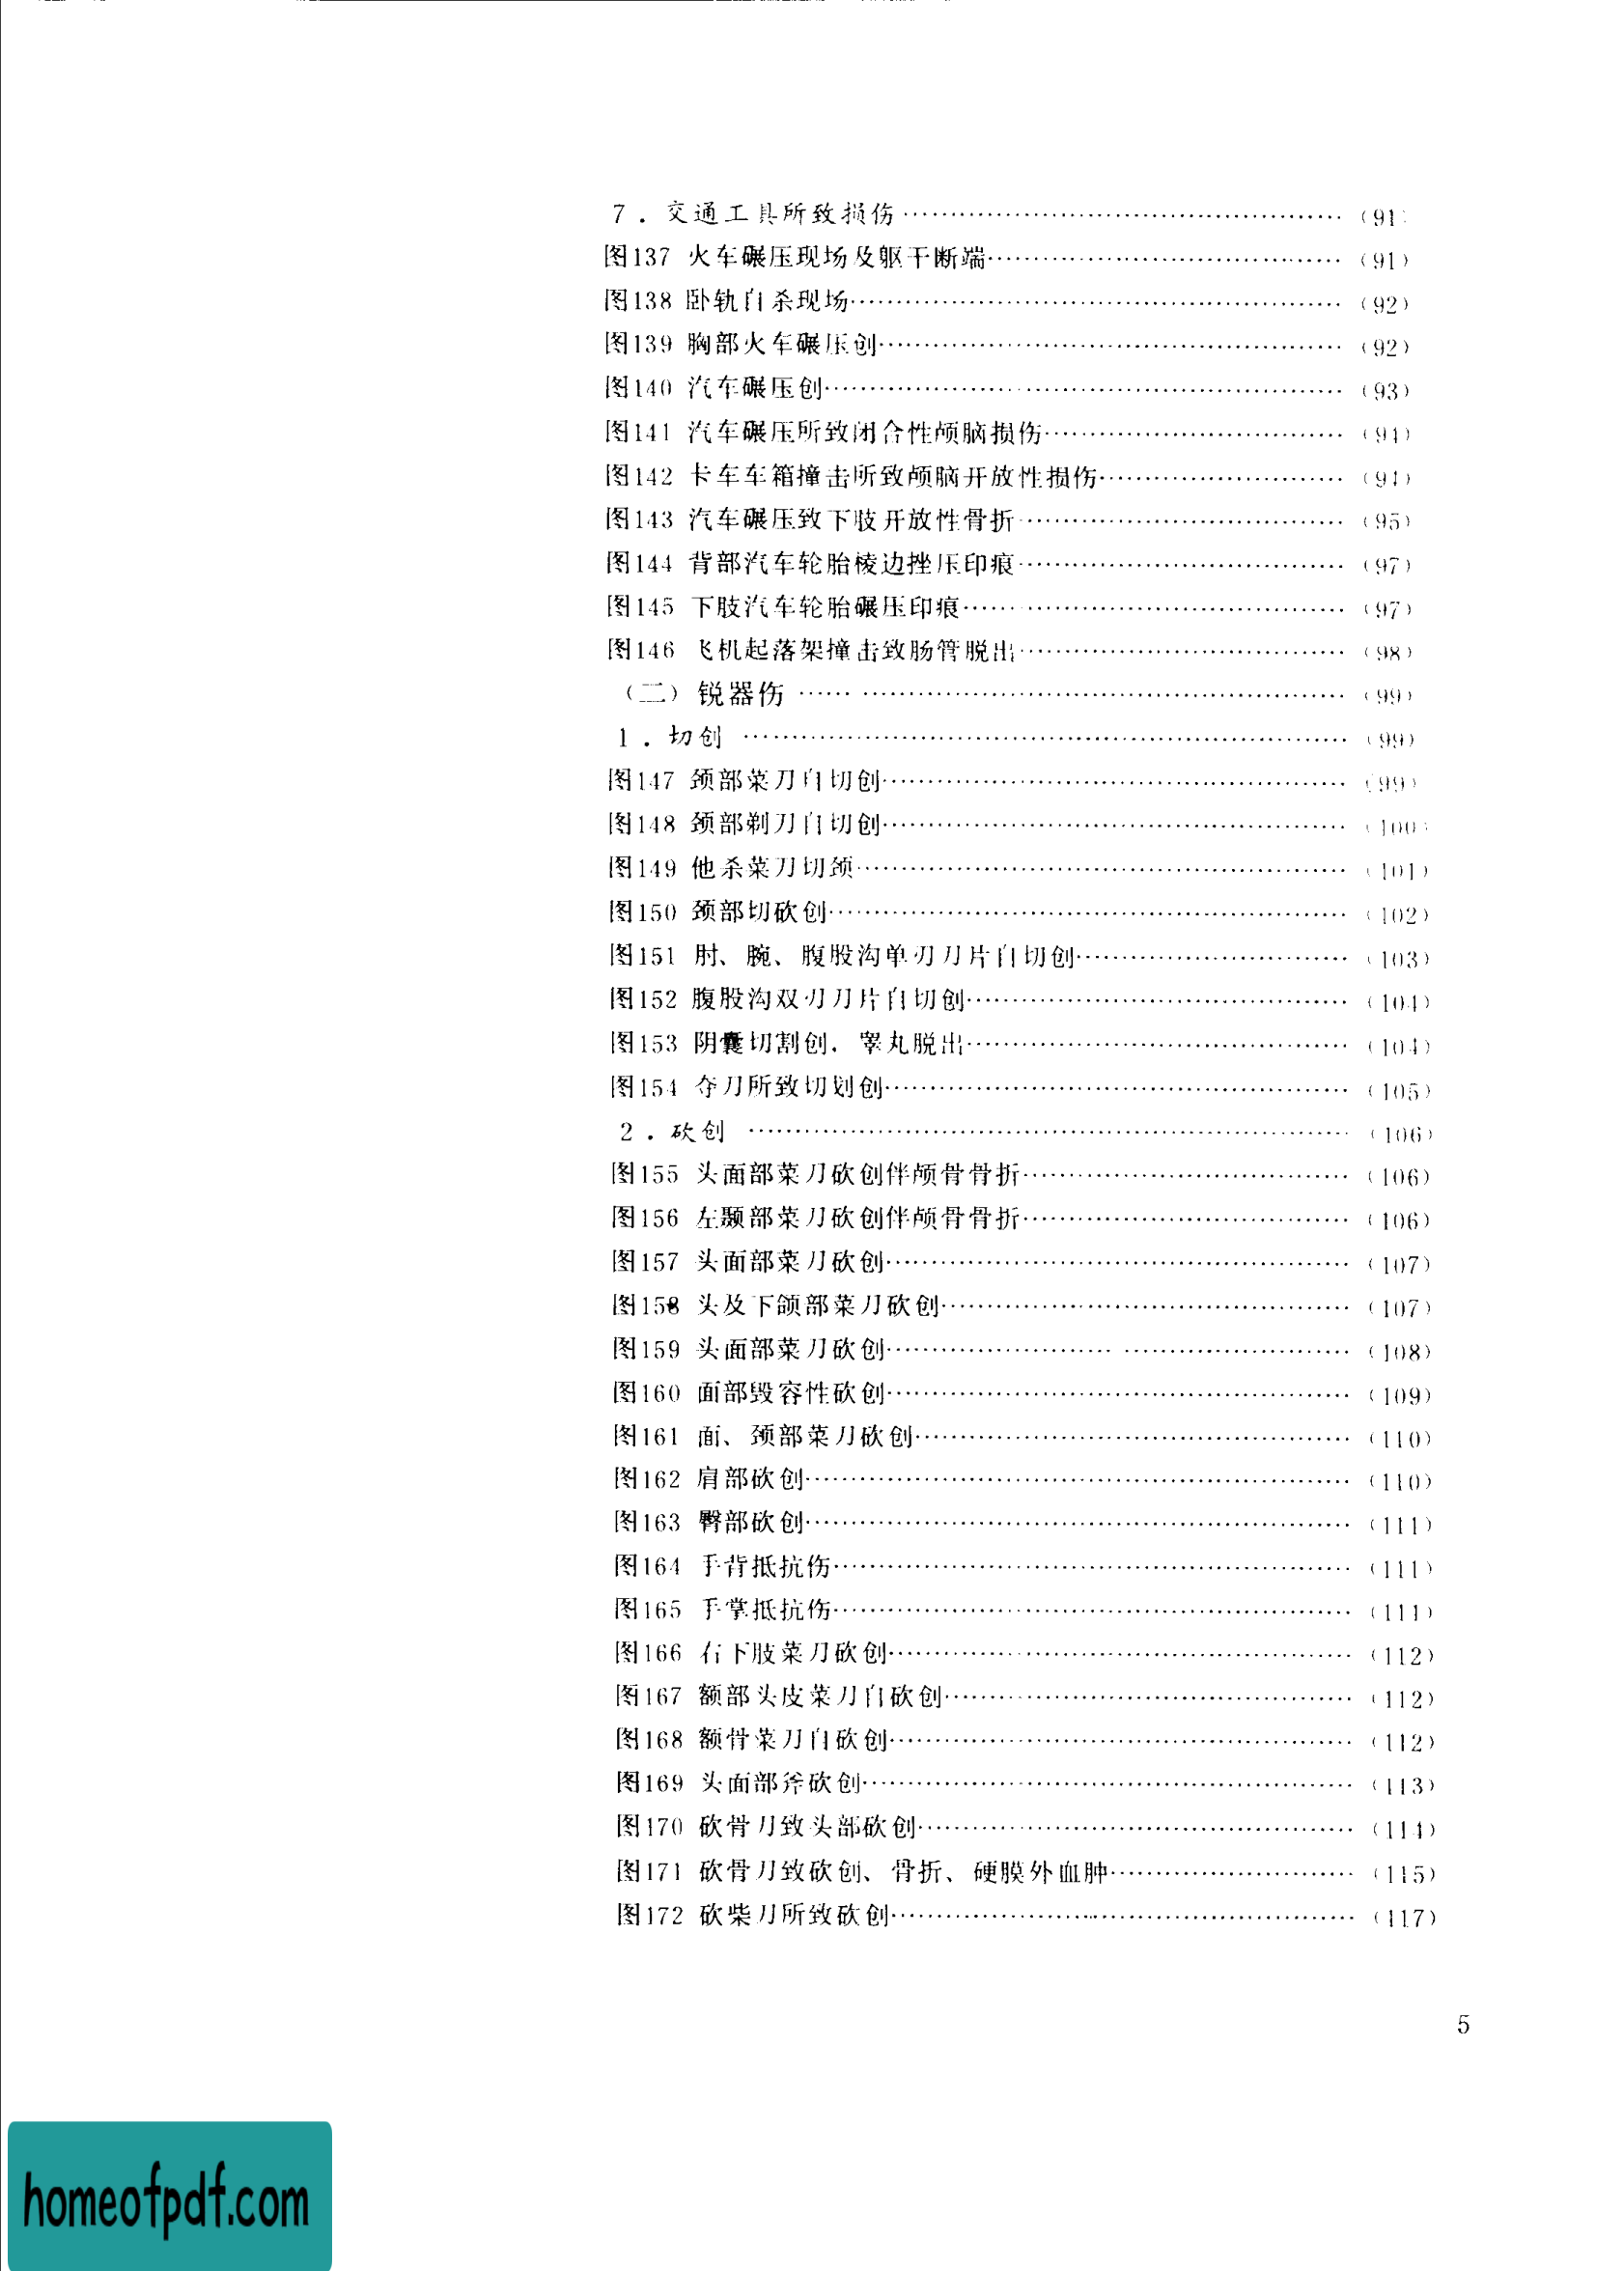 7．交通工具所致损伤……………………………………（91）
图137 火车碾压现场及躯干断端……………………………（91）
图138 卧轨自杀现场……………………………………（92）
图139 胸部火车碾压创……………………………………（92）
图140 汽车碾压创……………………………………（93）
图141 汽车碾压所致闭合性颅脑损伤……………………………（94）
图142 卡车车箱撞击所致颅脑开放性损伤………………………（94）
图143 汽车碾压致下肢开放性骨折……………………………（95）
图144 背部汽车轮胎棱边挫压印痕……………………………（97）
图145 下肢汽车轮胎碾压印痕……………………………（97）
图146 飞机起落架撞击致肠管脱出……………………………（98）
（二）锐器伤……………………………………（99）
1．切创……………………………………（99）
图147 颈部菜刀自切创……………………………………（99）
图148 颈部剃刀自切创……………………………………（100）
图149 他杀菜刀切颈……………………………………（101）
图150 颈部切砍创……………………………………（102）
图151 肘、腕、腹股沟单刃刀片自切创………………………（103）
图152 腹股沟双刃刀片自切创……………………………（104）
图153 阴囊切割创，睾丸脱出……………………………（104）
图154 夺刀所致切划创……………………………………（105）
2．砍创……………………………………（106）
图155 头面部菜刀砍创伴颅骨骨折……………………………（106）
图156 左颞部菜刀砍创伴颅骨骨折……………………………（106）
图157 头面部菜刀砍创……………………………………（107）
图158 头及下颌部菜刀砍创……………………………（107）
图159 头面部菜刀砍创……………………………………（108）
图160 面部毁容性砍创……………………………………（109）
图161 面、颈部菜刀砍创……………………………………（110）
图162 肩部砍创……………………………………（110）
图163 臀部砍创……………………………………（111）
图164 手背抵抗伤……………………………………（111）
图165 手掌抵抗伤……………………………………（111）
图166 右下肢菜刀砍创……………………………………（112）
图167 额部头皮菜刀自砍创……………………………（112）
图168 额骨菜刀自砍创……………………………………（112）
图169 头面部斧砍创……………………………………（113）
图170 砍骨刀致头部砍创……………………………………（114）
图171 砍骨刀致砍创、骨折、硬膜外血肿………………………（115）
图172 砍柴刀所致砍创……………………………………（117）
5
homeofpdf.com